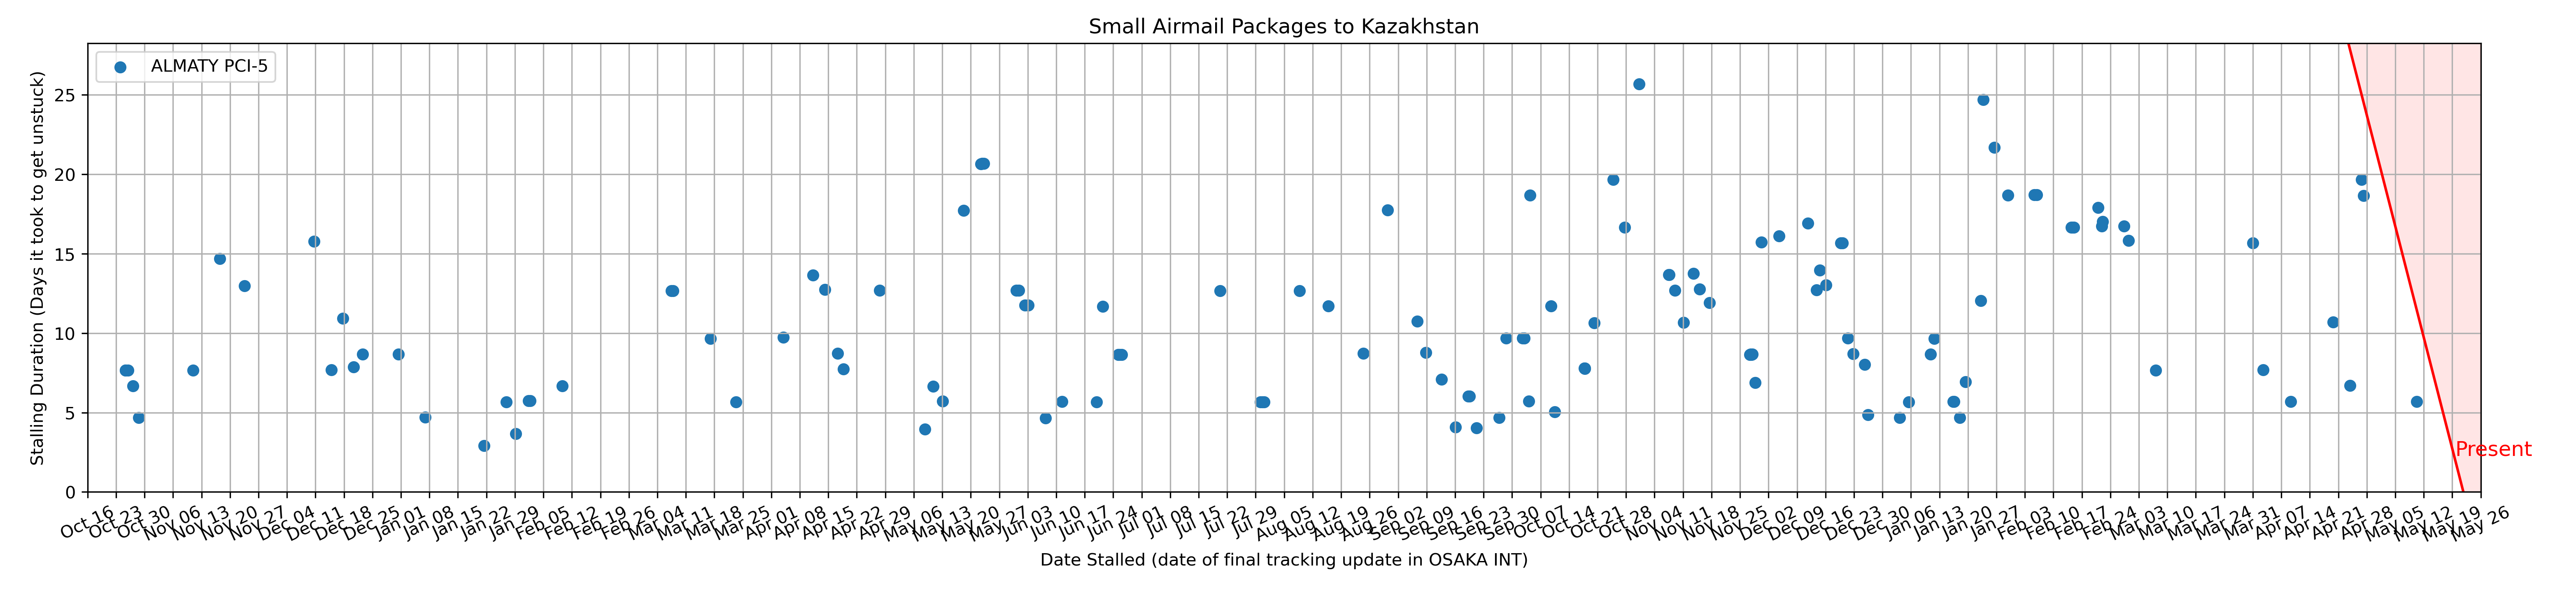 Small Airmail Packages to Kazakhstan
ALMATY PCI-5
Stalling Duration (Days it took to get unstuck)
25
20
15
10
5
0
Present
Oct 16
Oct 23
Oct 30
Nov 06
Nov 13
Nov 20
Nov 27
Dec 04
Dec 11
Dec 18
Dec 25
Jan 01
Jan 08
Jan 15
Jan 22
Jan 29
Feb 05
Feb 12
Feb 19
Feb 26
Mar 04
Mar 11
Mar 18
Mar 25
Apr 01
Apr 08
Apr 15
Apr 22
Apr 29
May 06
May 13
May 20
May 27
Jun 03
Jun 10
Jun 17
Jun 24
Jul 01
Jul 08
Jul 15
Jul 22
Jul 29
Aug 05
Aug 12
Aug 19
Aug 26
Sep 02
Sep 09
Sep 16
Sep 23
Sep 30
Oct 07
Oct 14
Oct 21
Oct 28
Nov 04
Nov 11
Nov 18
Nov 25
Dec 02
Dec 09
Dec 16
Dec 23
Dec 30
Jan 06
Jan 13
Jan 20
Jan 27
Feb 03
Feb 10
Feb 17
Feb 24
Mar 03
Mar 10
Mar 17
Mar 24
Mar 31
Apr 07
Apr 14
Apr 21
Apr 28
May 05
May 12
May 19
May 26
Date Stalled (date of final tracking update in OSAKA INT)